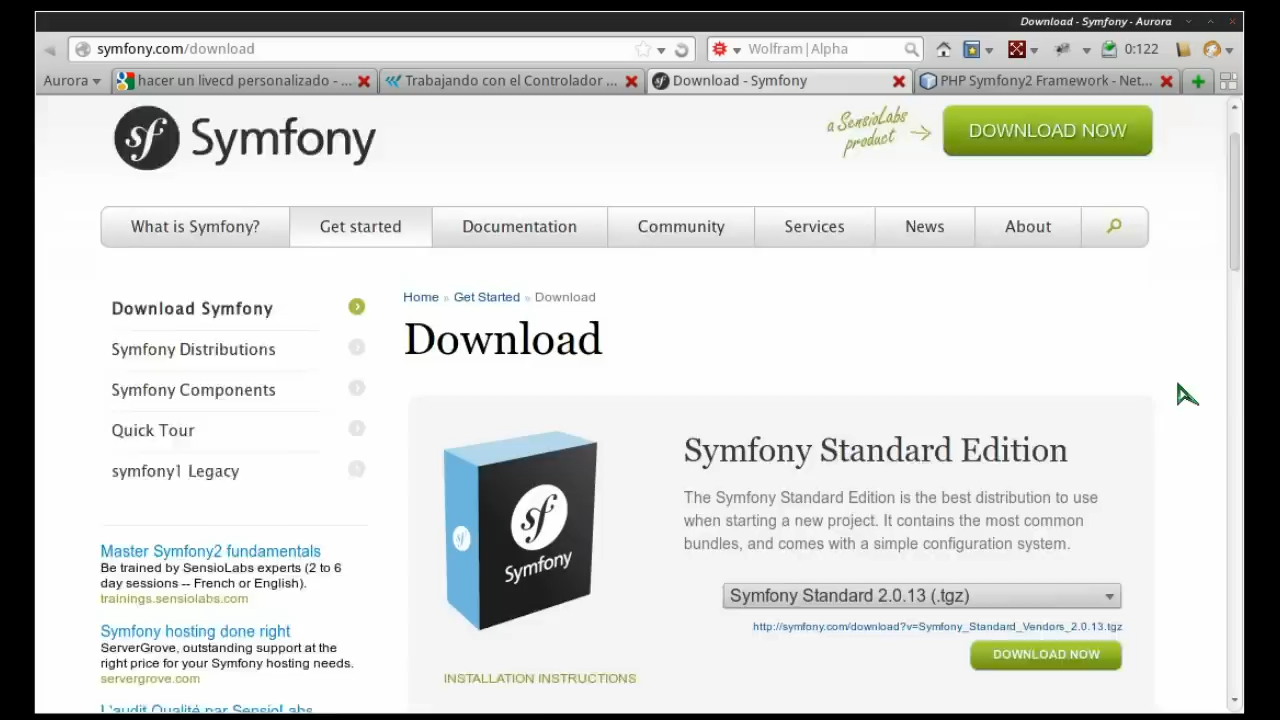 Download - Symfony - Aurora
symfony.com/download
Wolfram|Alpha
0:122
Aurora
hacer un livecd personalizado - ...
Trabajando con el Controlador ...
Download - Symfony
PHP Symfony2 Framework - Net...
sf Symfony
a SensioLabs
product
DOWNLOAD NOW
What is Symfony?
Get started
Documentation
Community
Services
News
About
Download Symfony
Symfony Distributions
Symfony Components
Quick Tour
symfony1 Legacy
Home » Get Started » Download
Download
sf
sf
Symfony
Symfony Standard Edition
The Symfony Standard Edition is the best distribution to use
when starting a new project. It contains the most common
bundles, and comes with a simple configuration system.
Symfony Standard 2.0.13 (.tgz)
http://symfony.com/download?v=Symfony_Standard_Vendors_2.0.13.tgz
DOWNLOAD NOW
INSTALLATION INSTRUCTIONS
Master Symfony2 fundamentals
Be trained by SensioLabs experts (2 to 6
day sessions -- French or English).
trainings.sensiolabs.com
Symfony hosting done right
ServerGrove, outstanding support at the
right price for your Symfony hosting needs.
servergrove.com
L'audit Qualité par SensioLabs